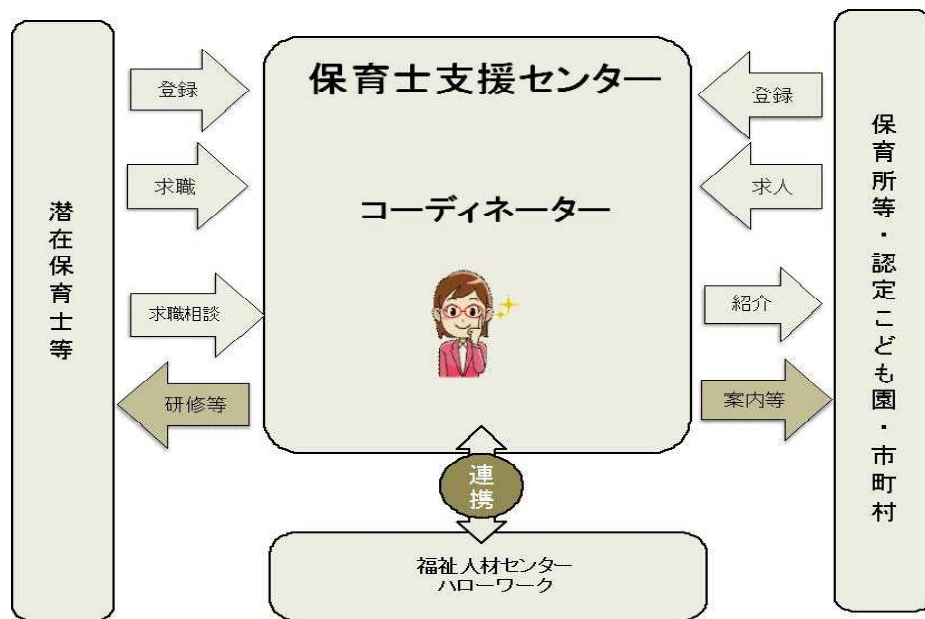 潜在保育士等
登録
求職
求職相談
研修等
保育士支援センター
コーディネーター
登録
求人
紹介
案内等
保育所等・認定こども園・市町村
連携
福祉人材センター
ハローワーク